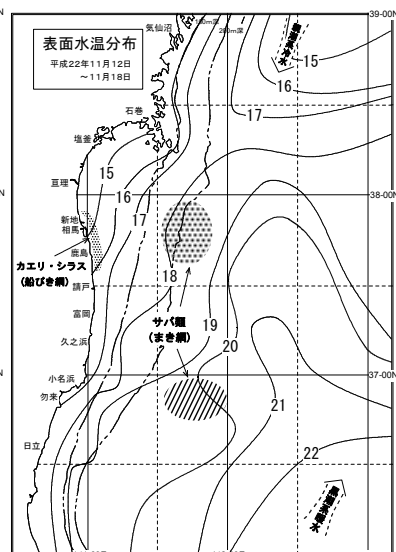 気仙沼
100m深
200m深
39-00N
表面水温分布
平成22年11月12日
～11月18日
親潮系冷水
15
16
17
石巻
塩釜
15
亘理
16
38-00N
17
新地
相馬
カエリ・シラス
(船びき網)
鹿島
18
請戸
サバ類
(まき網)
富岡
19
20
久之浜
小名浜
37-00N
勿来
21
日立
22